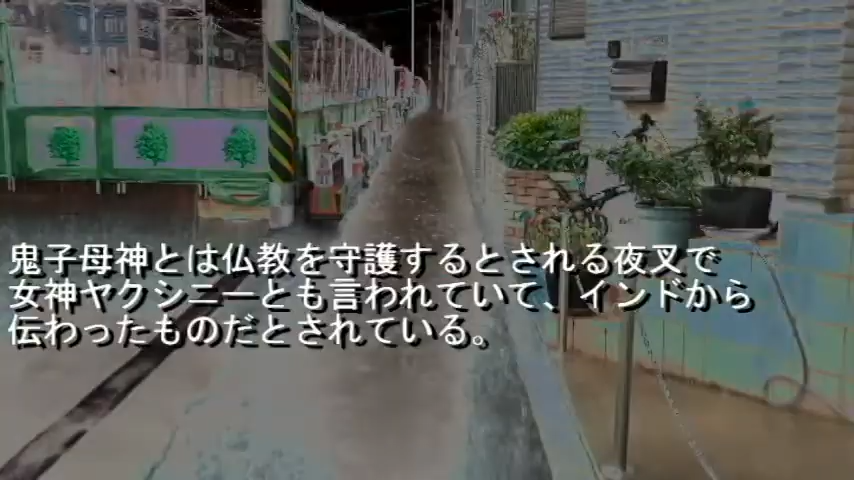 鬼子母神とは仏教を守護するとされる夜叉で
女神ヤクシニーとも言われていて、インドから
伝わったものだとされている。